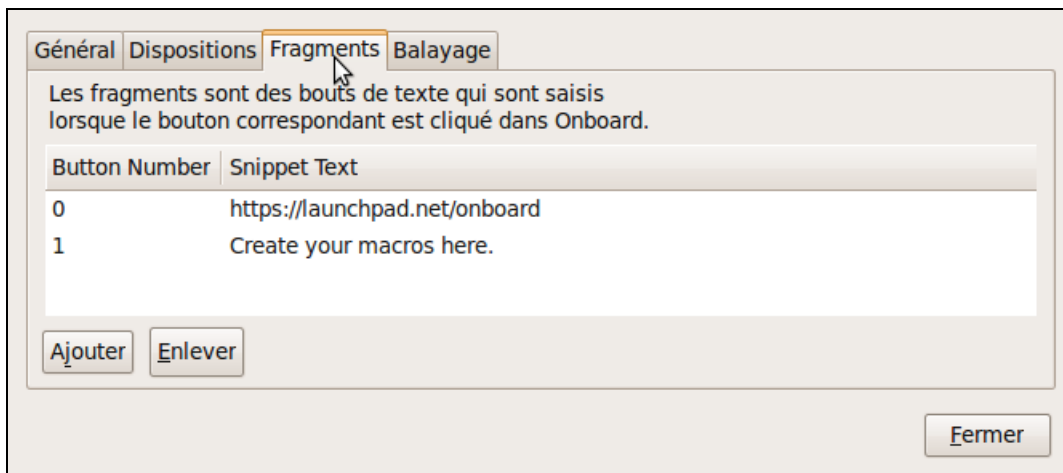 Général Dispositions Fragments Balayage
Les fragments sont des bouts de texte qui sont saisis
lorsque le bouton correspondant est cliqué dans Onboard.
Button Number Snippet Text
0 https://launchpad.net/onboard
1 Create your macros here.
Ajouter Enlever
Fermer